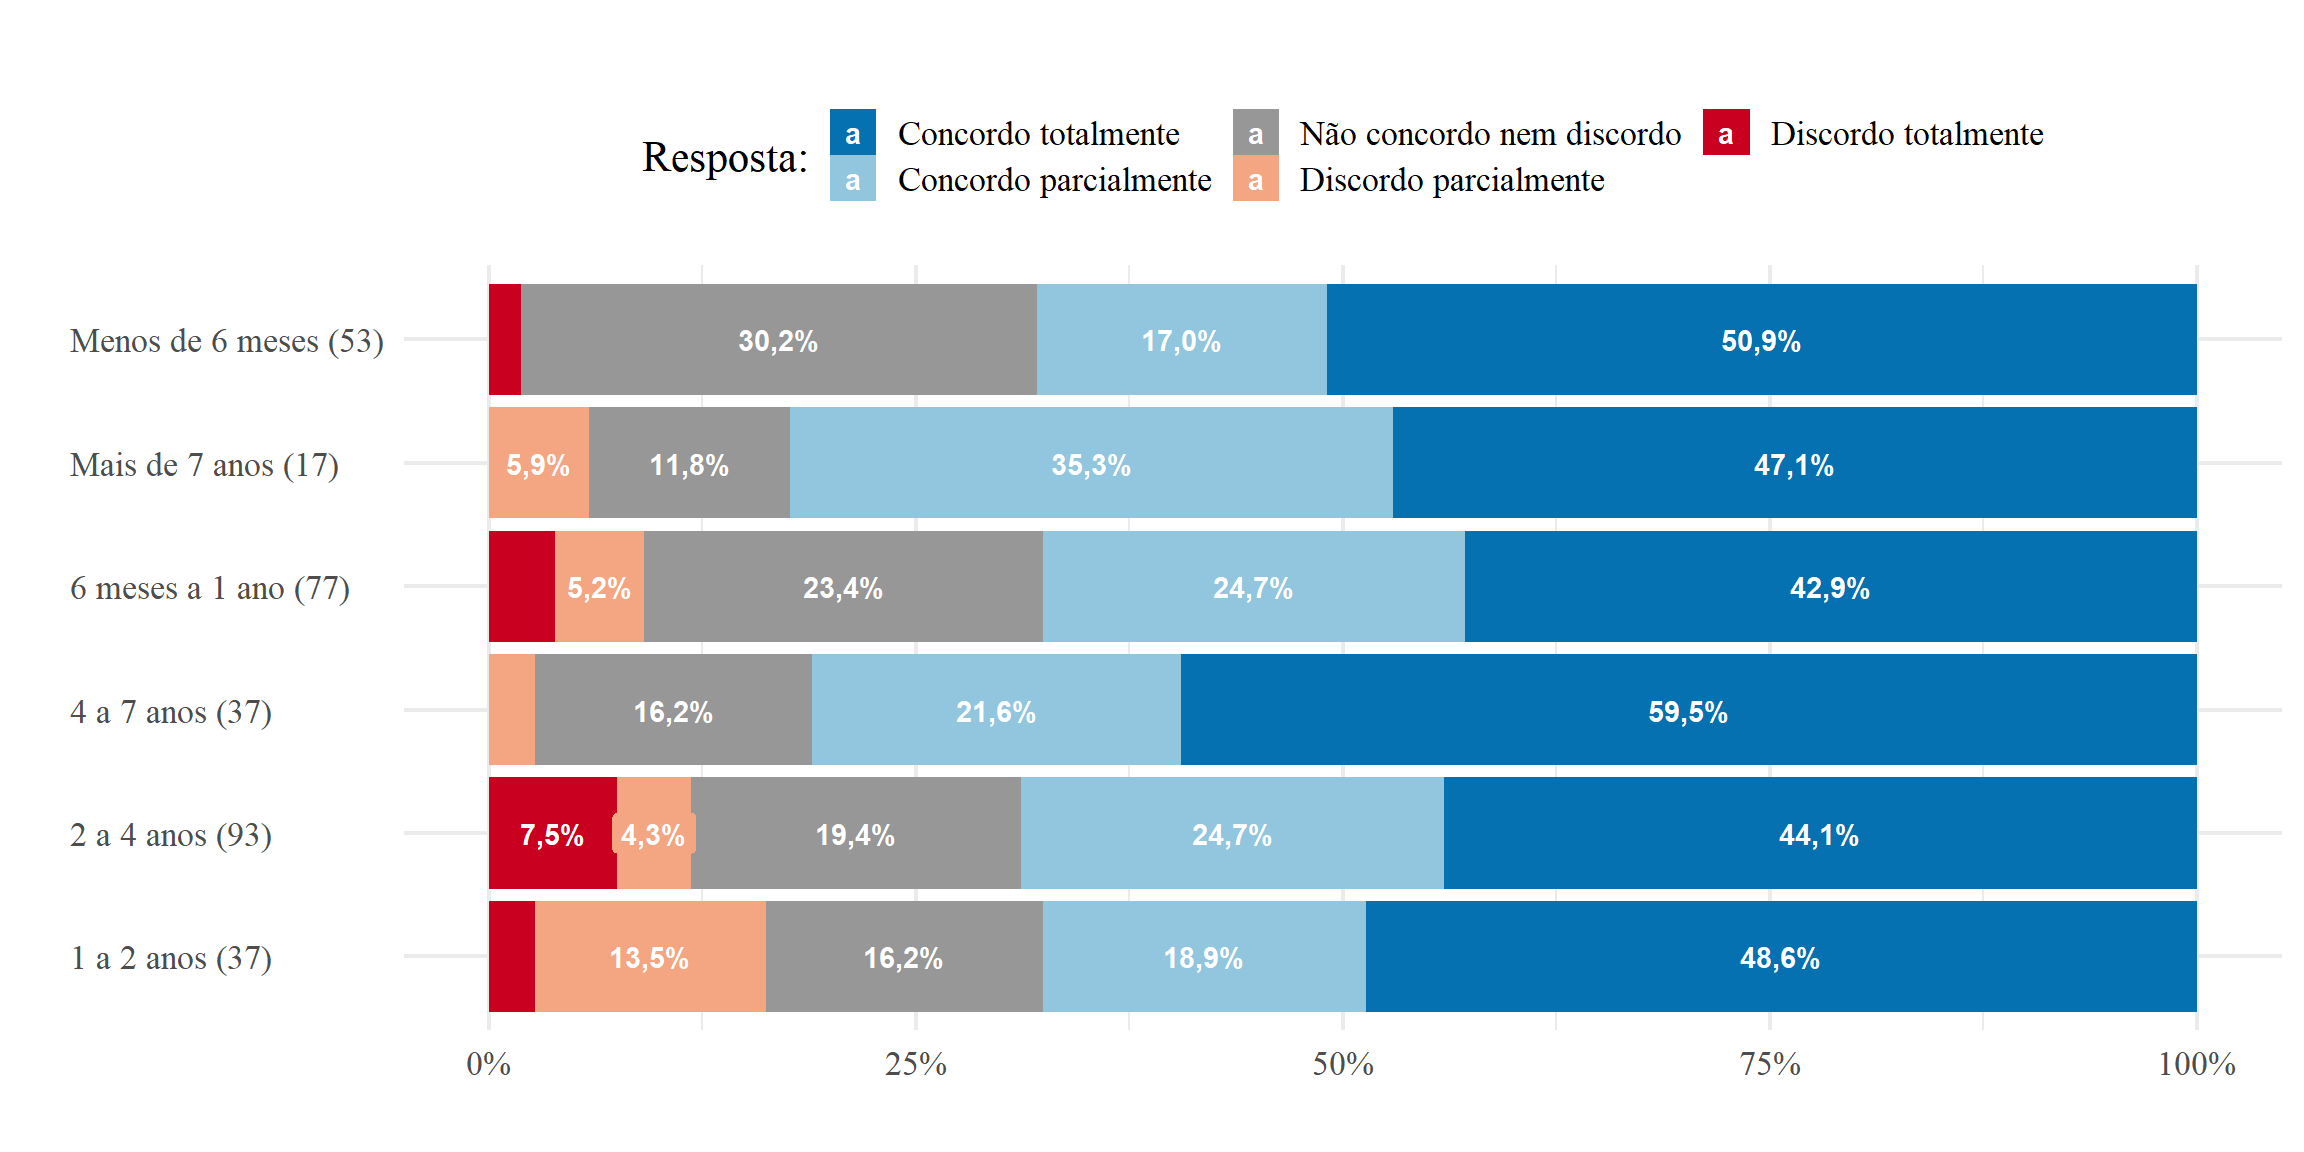 Resposta:
a Concordo totalmente a Não concordo nem discordo a Discordo totalmente
a Concordo parcialmente a Discordo parcialmente
Menos de 6 meses (53) 30,2% 17,0% 50,9%
Mais de 7 anos (17) 5,9% 11,8% 35,3% 47,1%
6 meses a 1 ano (77) 5,2% 23,4% 24,7% 42,9%
4 a 7 anos (37) 16,2% 21,6% 59,5%
2 a 4 anos (93) 7,5% 4,3% 19,4% 24,7% 44,1%
1 a 2 anos (37) 13,5% 16,2% 18,9% 48,6%
0% 25% 50% 75% 100%